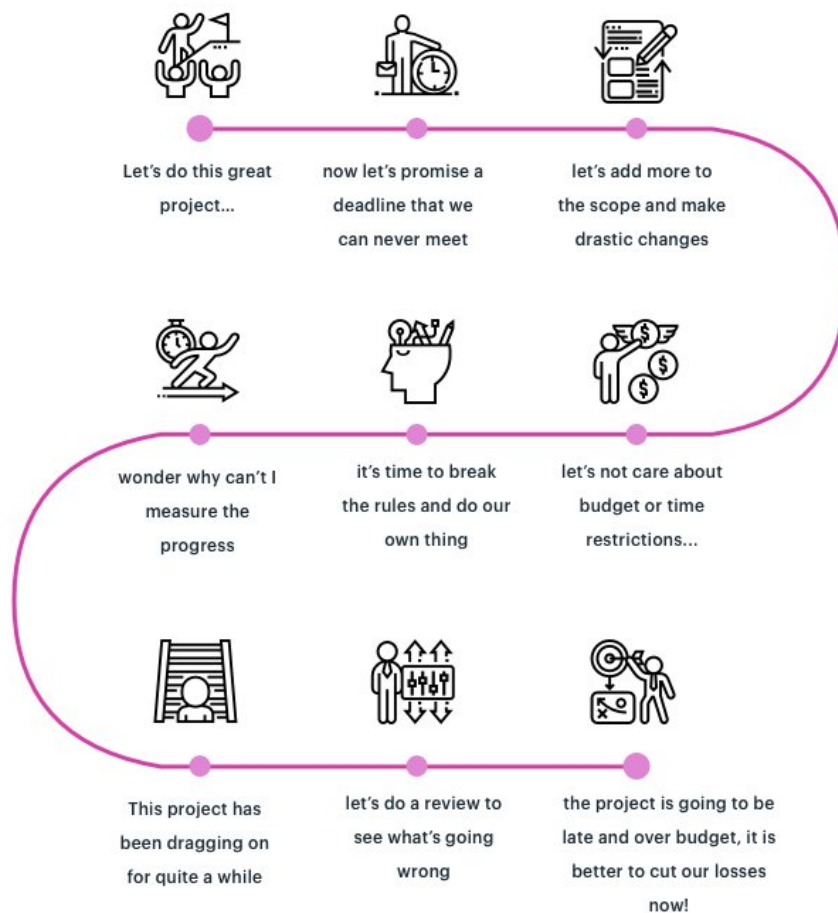 Let's do this great
project...
now let's promise a
deadline that we
can never meet
let's add more to
the scope and make
drastic changes
let's not care about
budget or time
restrictions...
it's time to break
the rules and do our
own thing
wonder why can't I
measure the
progress
This project has
been dragging on
for quite a while
let's do a review to
see what's going
wrong
the project is going to be
late and over budget, it is
better to cut our losses
now!